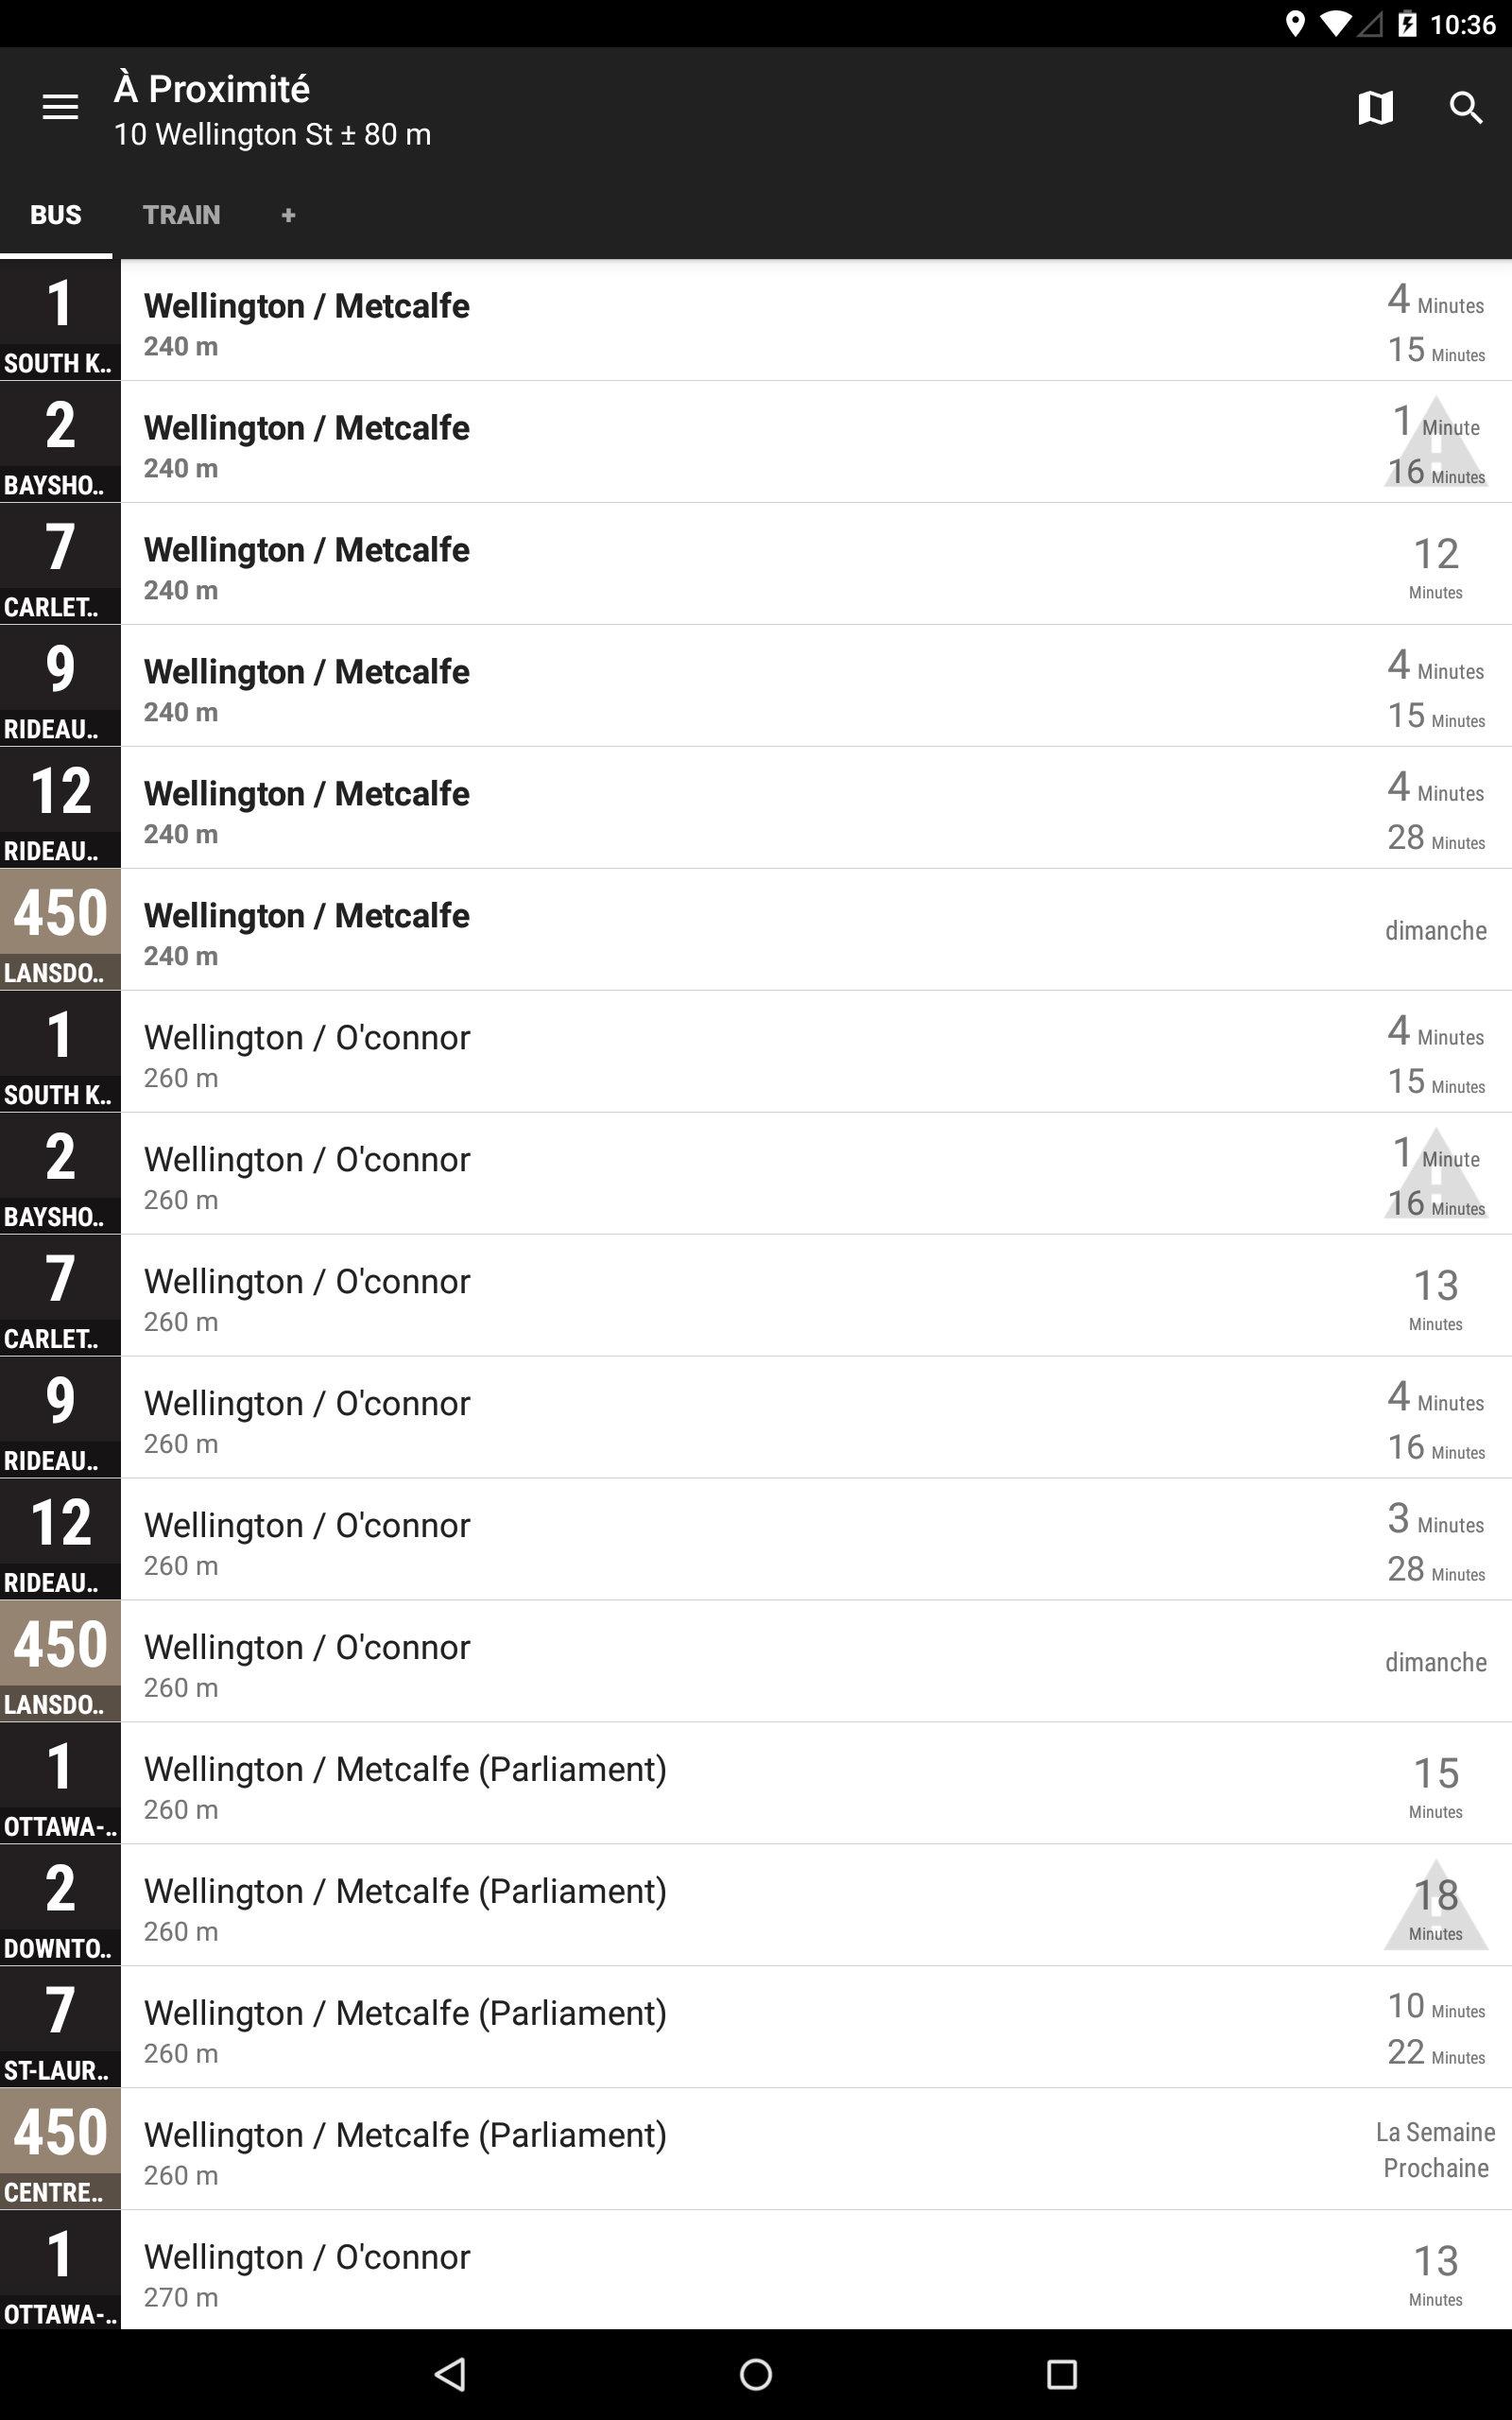 10:36
À Proximité
10 Wellington St ± 80 m
BUS TRAIN +
1
SOUTH K..
Wellington / Metcalfe
240 m
4 Minutes
15 Minutes
2
BAYSHO..
Wellington / Metcalfe
240 m
1 Minute
16 Minutes
7
CARLET..
Wellington / Metcalfe
240 m
12
Minutes
9
RIDEAU..
Wellington / Metcalfe
240 m
4 Minutes
15 Minutes
12
RIDEAU..
Wellington / Metcalfe
240 m
4 Minutes
28 Minutes
450
LANSDO..
Wellington / Metcalfe
240 m
dimanche
1
SOUTH K..
Wellington / O'connor
260 m
4 Minutes
15 Minutes
2
BAYSHO..
Wellington / O'connor
260 m
1 Minute
16 Minutes
7
CARLET..
Wellington / O'connor
260 m
13
Minutes
9
RIDEAU..
Wellington / O'connor
260 m
4 Minutes
16 Minutes
12
RIDEAU..
Wellington / O'connor
260 m
3 Minutes
28 Minutes
450
LANSDO..
Wellington / O'connor
260 m
dimanche
1
OTTAWA-..
Wellington / Metcalfe (Parliament)
260 m
15
Minutes
2
DOWNTO..
Wellington / Metcalfe (Parliament)
260 m
18
Minutes
7
ST-LAUR..
Wellington / Metcalfe (Parliament)
260 m
10 Minutes
22 Minutes
450
CENTRE..
Wellington / Metcalfe (Parliament)
260 m
La Semaine
Prochaine
1
OTTAWA-..
Wellington / O'connor
270 m
13
Minutes